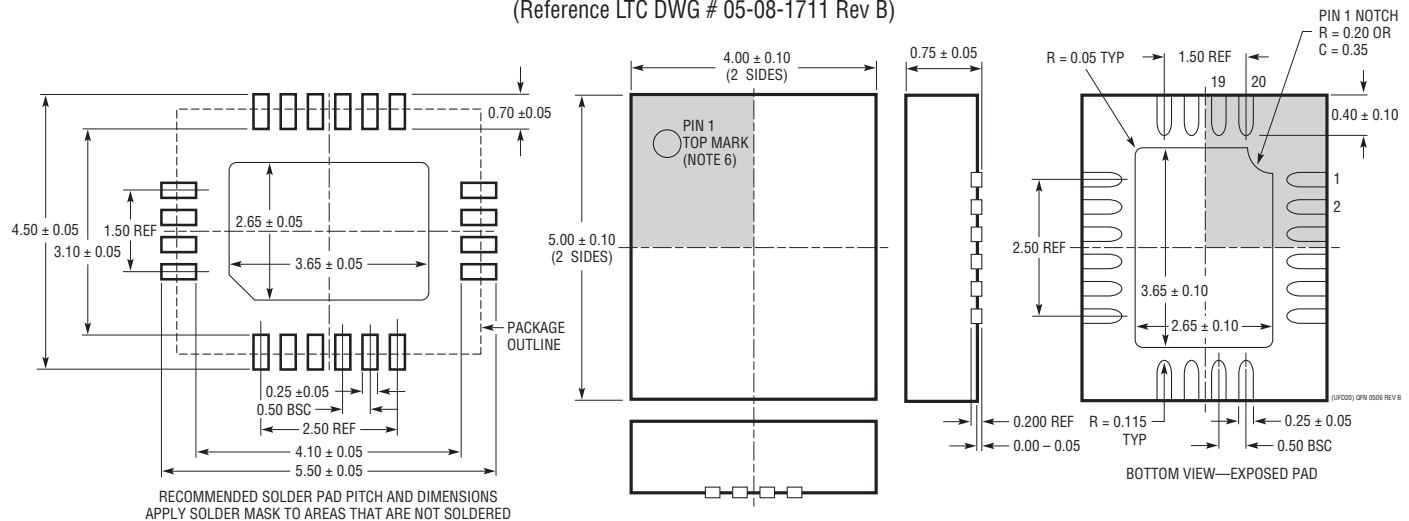 (Reference LTC DWG # 05-08-1711 Rev B)
4.50 ± 0.05
3.10 ± 0.05
1.50 REF
2.65 ± 0.05
3.65 ± 0.05
0.70 ±0.05
PACKAGE
OUTLINE
0.25 ±0.05
0.50 BSC
2.50 REF
4.10 ± 0.05
5.50 ± 0.05
RECOMMENDED SOLDER PAD PITCH AND DIMENSIONS
APPLY SOLDER MASK TO AREAS THAT ARE NOT SOLDERED
4.00 ± 0.10
(2 SIDES)
PIN 1
TOP MARK
(NOTE 6)
5.00 ± 0.10
(2 SIDES)
0.75 ± 0.05
0.200 REF
0.00 – 0.05
R = 0.05 TYP
1.50 REF
PIN 1 NOTCH
R = 0.20 OR
C = 0.35
19
20
0.40 ± 0.10
1
2
2.50 REF
3.65 ± 0.10
2.65 ± 0.10
(UFD20) QFN 0506 REV B
R = 0.115
TYP
0.25 ± 0.05
0.50 BSC
BOTTOM VIEW—EXPOSED PAD